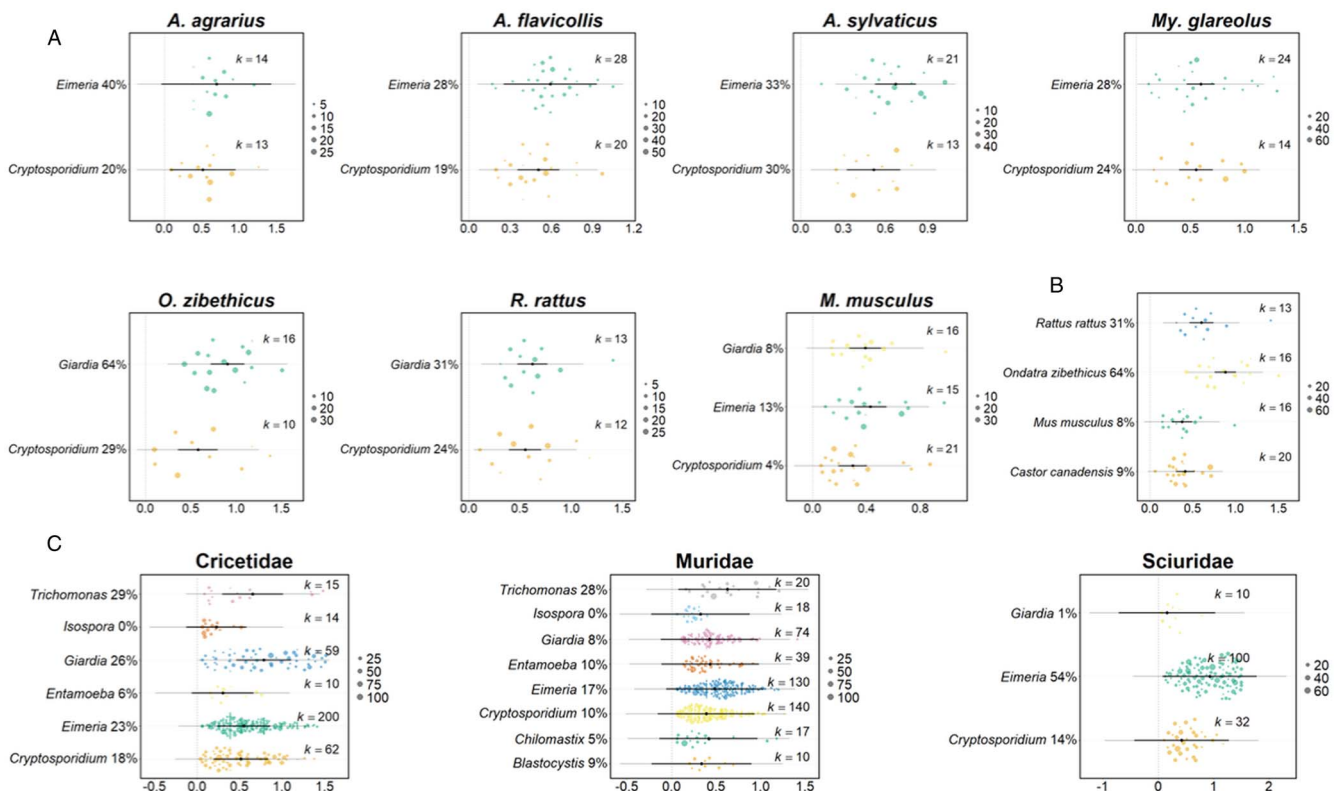 A
A. agrarius
Eimeria 40%
k = 14
Cryptosporidium 20%
k = 13
0.0 0.5 1.0 1.5
5
10
15
20
25
A. flavicollis
Eimeria 28%
k = 28
Cryptosporidium 19%
k = 20
0.0 0.3 0.6 0.9 1.2
10
20
30
40
50
A. sylvaticus
Eimeria 33%
k = 21
Cryptosporidium 30%
k = 13
0.0 0.3 0.6 0.9
10
20
30
40
My. glareolus
Eimeria 28%
k = 24
Cryptosporidium 24%
k = 14
0.0 0.5 1.0 1.5
20
40
60
O. zibethicus
Giardia 64%
k = 16
Cryptosporidium 29%
k = 10
0.0 0.5 1.0 1.5
10
20
30
R. rattus
Giardia 31%
k = 13
Cryptosporidium 24%
k = 12
0.0 0.5 1.0 1.5
5
10
15
20
25
M. musculus
Giardia 8%
k = 16
Eimeria 13%
k = 15
Cryptosporidium 4%
k = 21
0.0 0.4 0.8
10
20
30
B
Rattus rattus 31%
k = 13
Ondatra zibethicus 64%
k = 16
Mus musculus 8%
k = 16
Castor canadensis 9%
k = 20
0.0 0.5 1.0 1.5
20
40
60
C
Cricetidae
Trichomonas 29%
k = 15
Isospora 0%
k = 14
Giardia 26%
k = 59
Entamoeba 6%
k = 10
Eimeria 23%
k = 200
Cryptosporidium 18%
k = 62
-0.5 0.0 0.5 1.0 1.5
25
50
75
100
Muridae
Trichomonas 28%
k = 20
Isospora 0%
k = 18
Giardia 8%
k = 74
Entamoeba 10%
k = 39
Eimeria 17%
k = 130
Cryptosporidium 10%
k = 140
Chilomastix 5%
k = 17
Blastocystis 9%
k = 10
-0.5 0.0 0.5 1.0 1.5
25
50
75
100
Sciuridae
Giardia 1%
k = 10
Eimeria 54%
k = 100
Cryptosporidium 14%
k = 32
-1 0 1 2
20
40
60